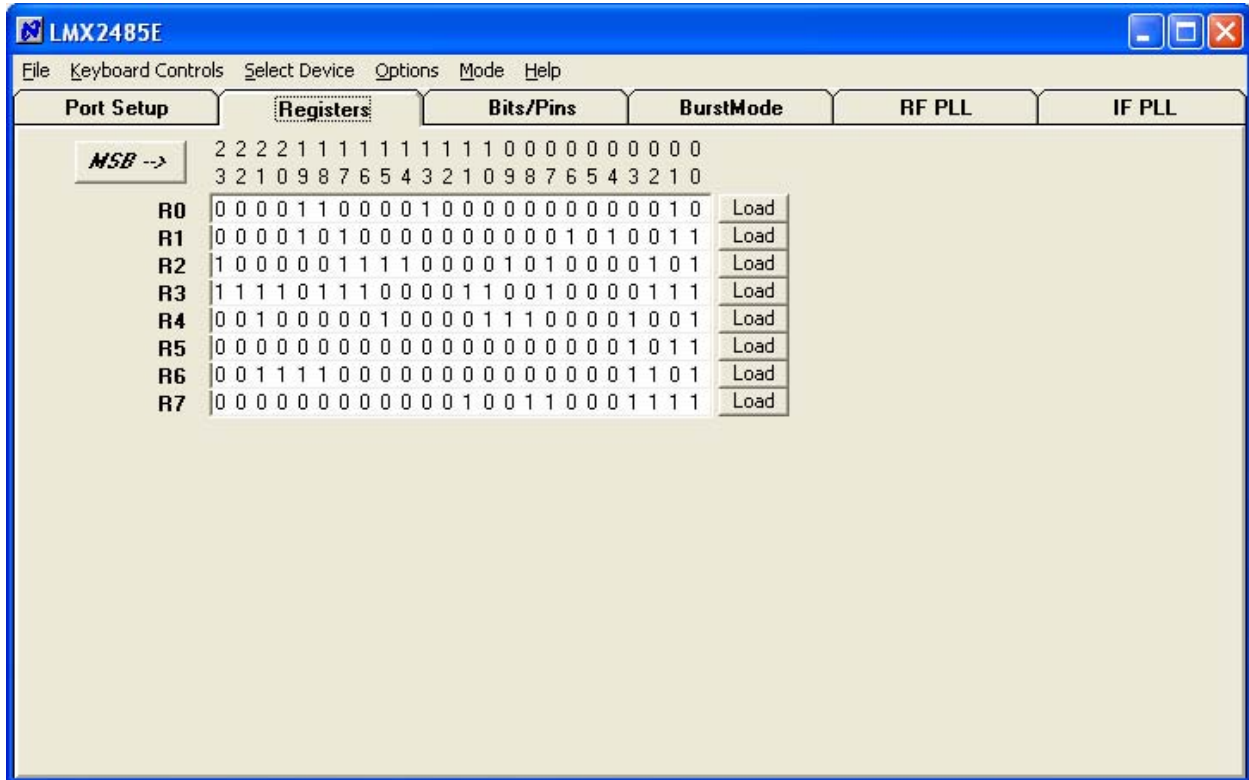 LMX2485E
File Keyboard Controls Select Device Options Mode Help
Port Setup Registers Bits/Pins BurstMode RF PLL IF PLL
MSB -->
2 2 2 2 1 1 1 1 1 1 1 1 1 1 0 0 0 0 0 0 0 0 0 0
3 2 1 0 9 8 7 6 5 4 3 2 1 0 9 8 7 6 5 4 3 2 1 0
R0 0 0 0 0 1 1 0 0 0 0 1 0 0 0 0 0 0 0 0 0 0 0 1 0 Load
R1 0 0 0 0 1 0 1 0 0 0 0 0 0 0 0 0 0 1 0 1 0 0 1 1 Load
R2 1 0 0 0 0 0 1 1 1 1 0 0 0 0 1 0 1 0 0 0 0 1 0 1 Load
R3 1 1 1 1 0 1 1 1 0 0 0 0 1 1 0 0 1 0 0 0 0 1 1 1 Load
R4 0 0 1 0 0 0 0 0 1 0 0 0 0 1 1 1 0 0 0 0 1 0 0 1 Load
R5 0 0 0 0 0 0 0 0 0 0 0 0 0 0 0 0 0 0 0 0 1 0 1 1 Load
R6 0 0 1 1 1 1 0 0 0 0 0 0 0 0 0 0 0 0 0 0 1 1 0 1 Load
R7 0 0 0 0 0 0 0 0 0 0 0 0 1 0 0 1 1 0 0 0 1 1 1 1 Load